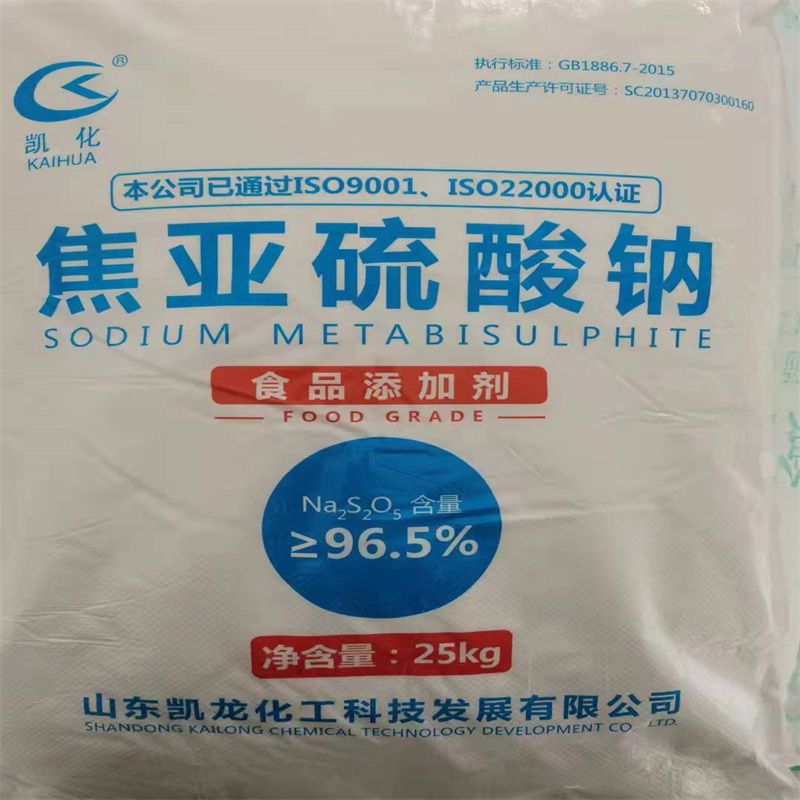 执行标准：GB1886.7-2015
产品生产许可证号：SC20137070300160
®
凯化
KAIHUA
本公司已通过ISO9001、ISO22000认证
焦亚硫酸钠
SODIUM METABISULPHITE
食品添加剂
FOOD GRADE
Na₂S₂O₅ 含量
≥96.5%
净含量：25kg
山东凯龙化工科技发展有限公司
SHANDONG KAILONG CHEMICAL TECHNOLOGY DEVELOPMENT CO. LTD.